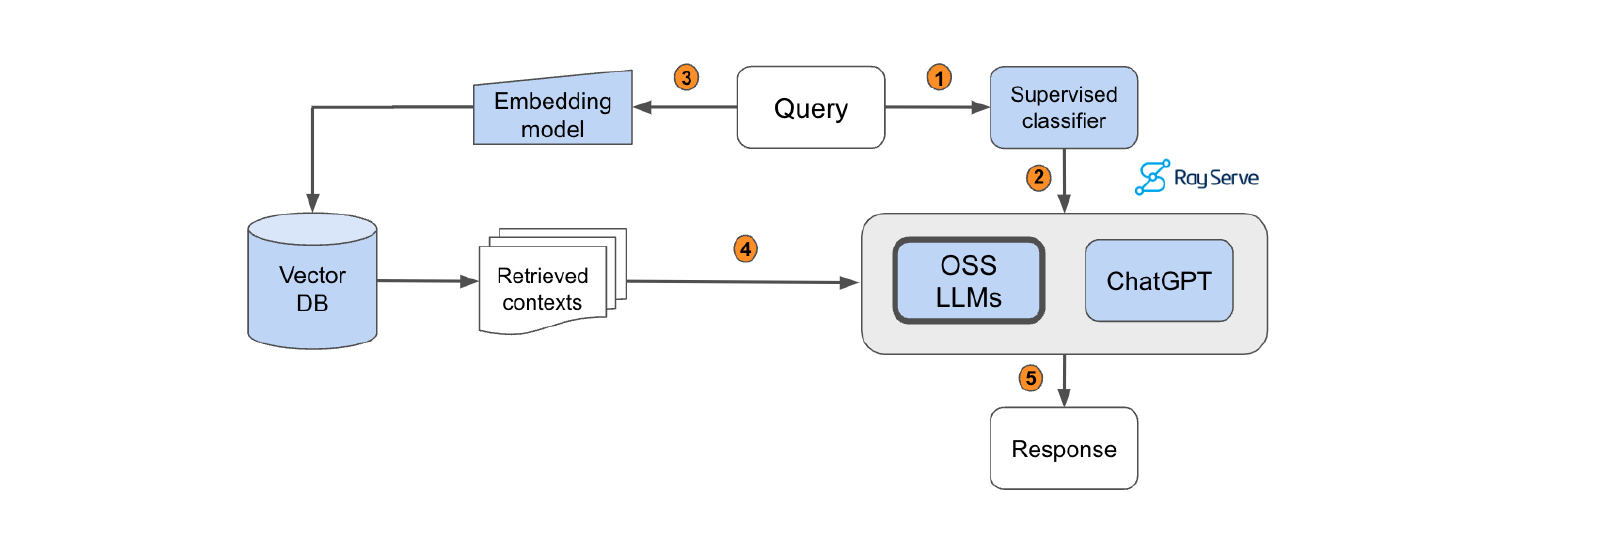 3
Query
1
Embedding
model
Supervised
classifier
2
Ray Serve
Vector
DB
Retrieved
contexts
4
OSS
LLMs
ChatGPT
5
Response